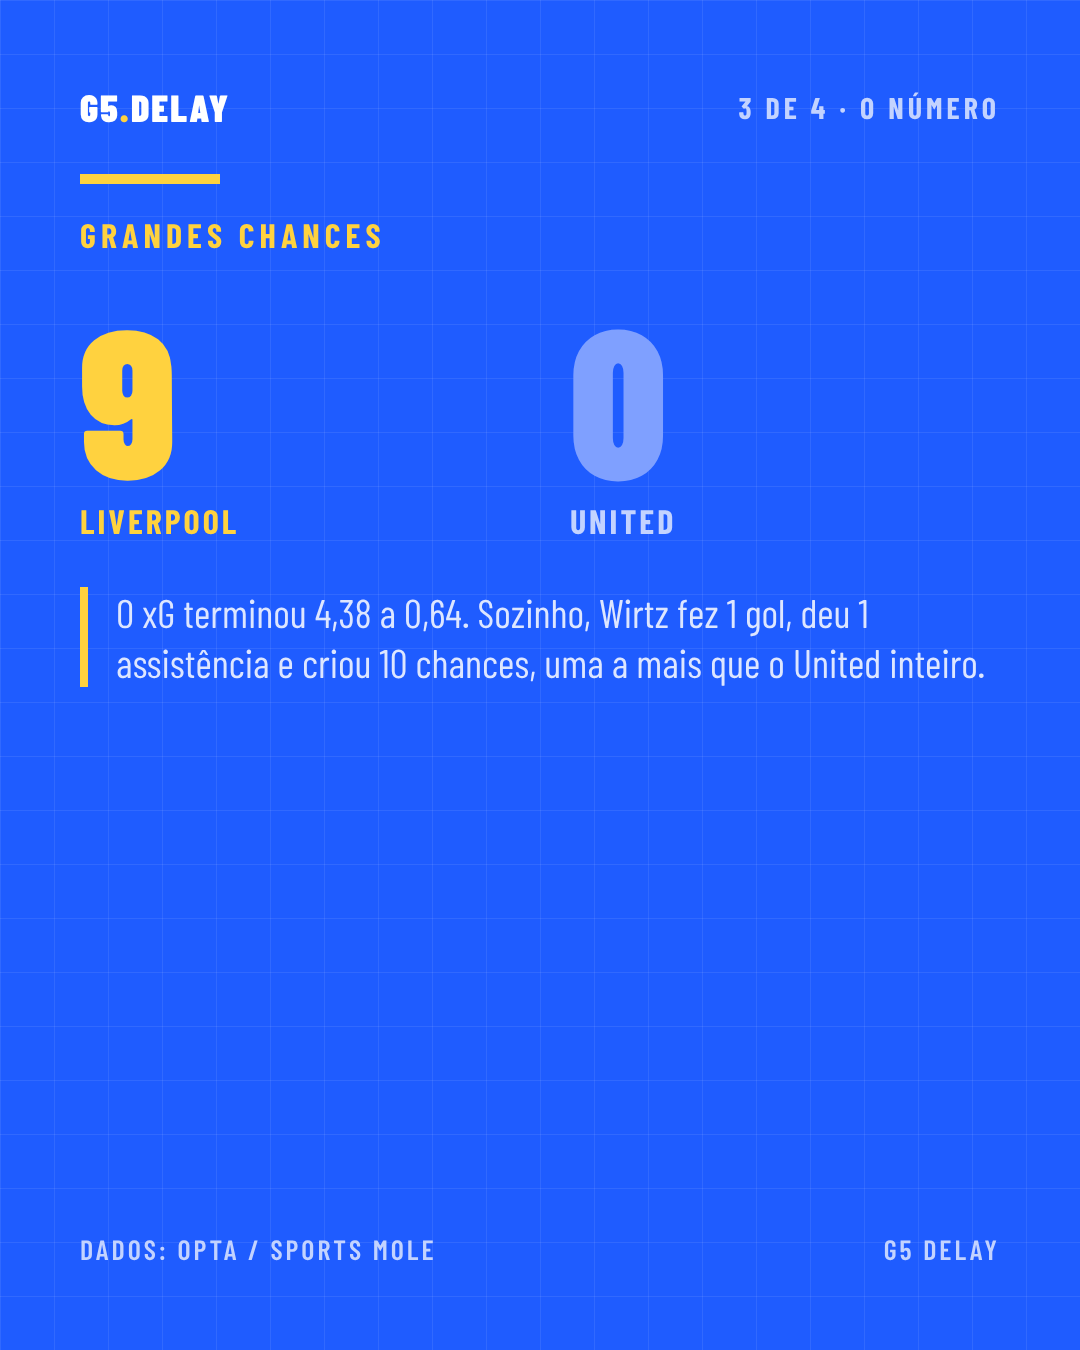 G5.DELAY
3 DE 4 · O NÚMERO
GRANDES CHANCES
9
0
LIVERPOOL
UNITED
O xG terminou 4,38 a 0,64. Sozinho, Wirtz fez 1 gol, deu 1
assistência e criou 10 chances, uma a mais que o United inteiro.
DADOS: OPTA / SPORTS MOLE
G5 DELAY